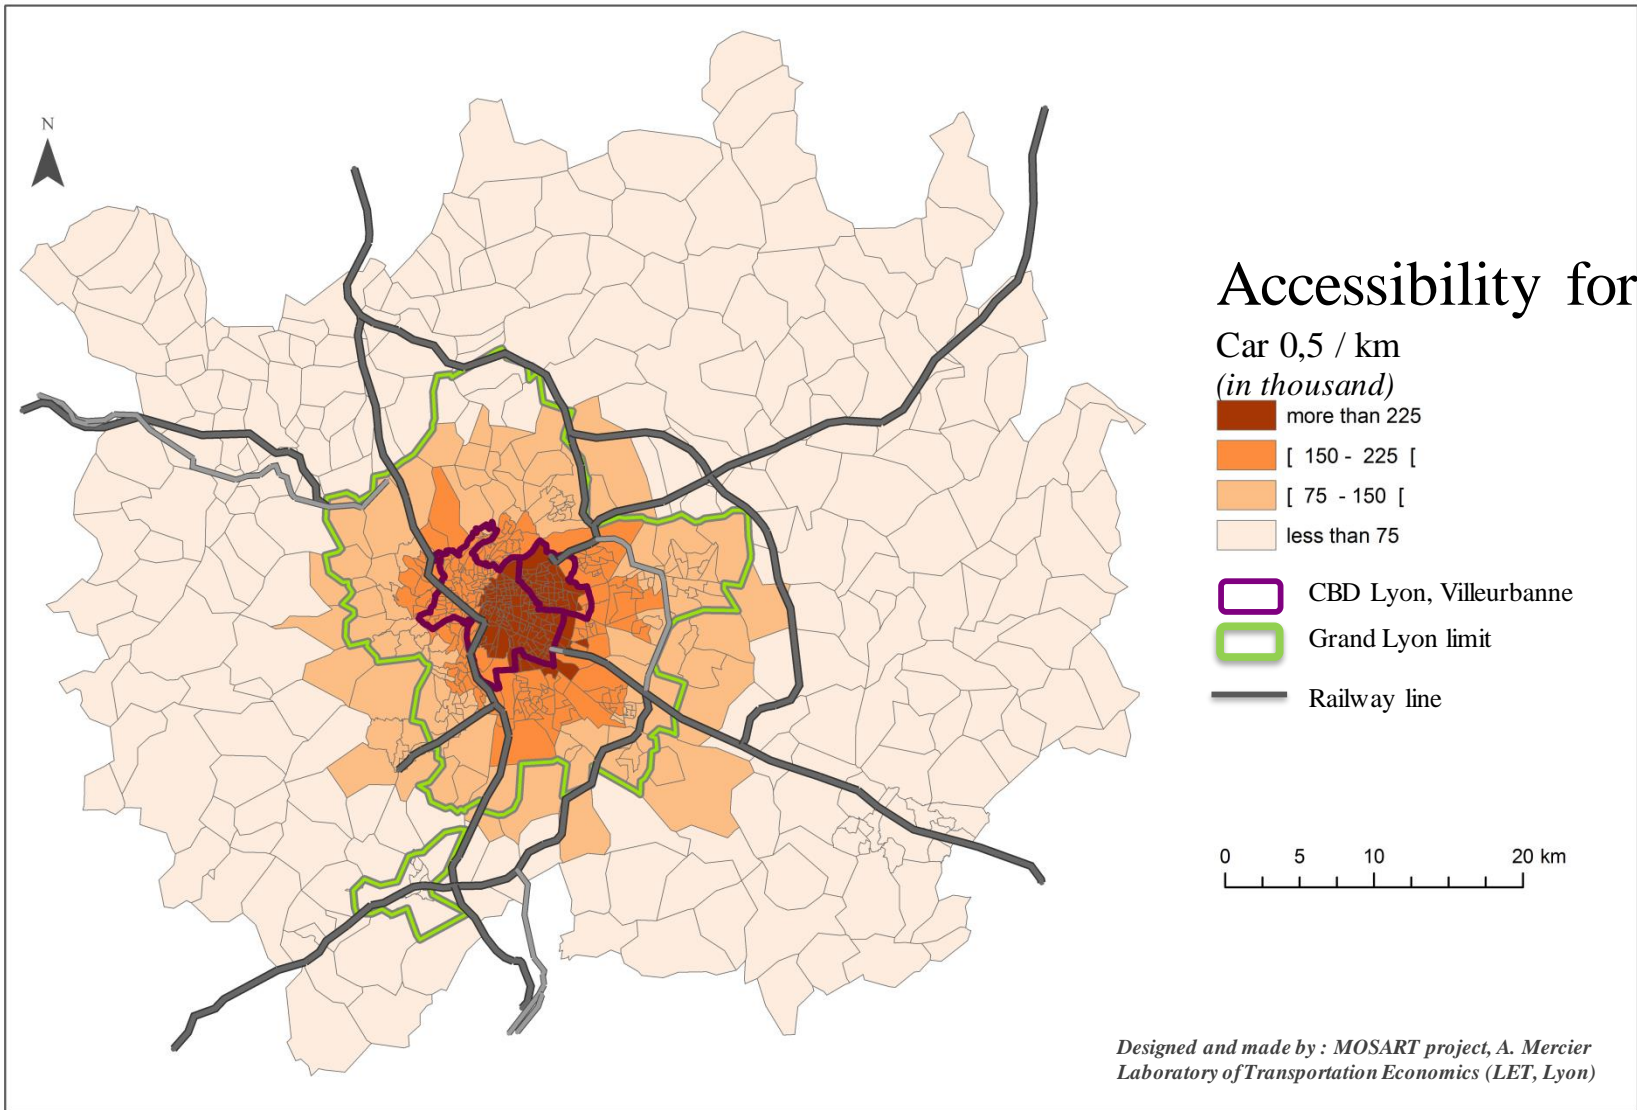 N
Accessibility for
Car 0,5 / km
(in thousand)
more than 225
[ 150 - 225 [
[ 75 - 150 [
less than 75
CBD Lyon, Villeurbanne
Grand Lyon limit
Railway line
0 5 10 20 km
Designed and made by : MOSART project, A. Mercier
Laboratory of Transportation Economics (LET, Lyon)